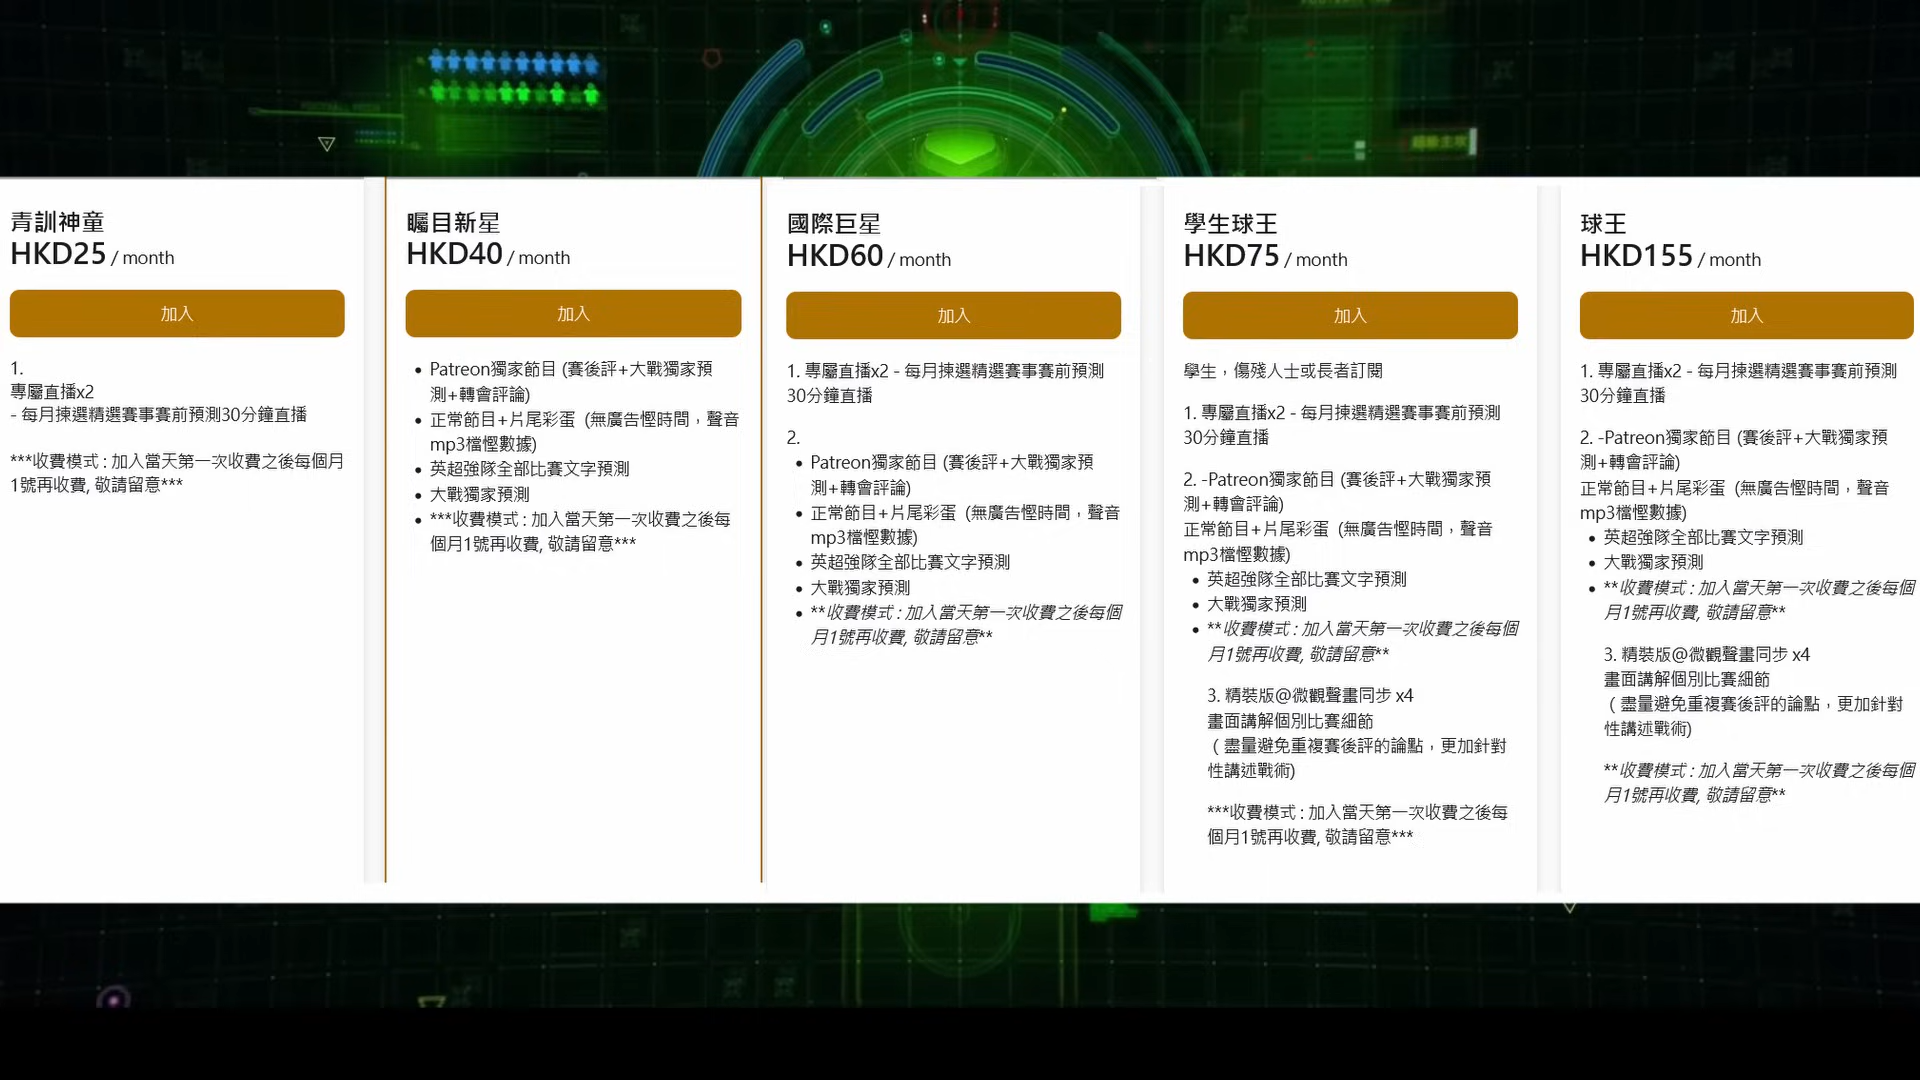 超級主攻
青訓神童
HKD25 / month
加入
1.
專屬直播x2
- 每月揀選精選賽事賽前預測30分鐘直播
***收費模式 : 加入當天第一次收費之後每個月
1號再收費, 敬請留意***
矚目新星
HKD40 / month
加入
• Patreon獨家節目 (賽後評+大戰獨家預
測+轉會評論)
• 正常節目+片尾彩蛋 (無廣告慳時間，聲音
mp3檔慳數據)
• 英超強隊全部比賽文字預測
• 大戰獨家預測
• ***收費模式 : 加入當天第一次收費之後每
個月1號再收費, 敬請留意***
國際巨星
HKD60 / month
加入
1. 專屬直播x2 - 每月揀選精選賽事賽前預測
30分鐘直播
2.
• Patreon獨家節目 (賽後評+大戰獨家預
測+轉會評論)
• 正常節目+片尾彩蛋 (無廣告慳時間，聲音
mp3檔慳數據)
• 英超強隊全部比賽文字預測
• 大戰獨家預測
• **收費模式 : 加入當天第一次收費之後每個
月1號再收費, 敬請留意**
學生球王
HKD75 / month
加入
學生，傷殘人士或長者訂閱
1. 專屬直播x2 - 每月揀選精選賽事賽前預測
30分鐘直播
2. -Patreon獨家節目 (賽後評+大戰獨家預
測+轉會評論)
正常節目+片尾彩蛋 (無廣告慳時間，聲音
mp3檔慳數據)
• 英超強隊全部比賽文字預測
• 大戰獨家預測
• **收費模式 : 加入當天第一次收費之後每個
月1號再收費, 敬請留意**
3. 精裝版@微觀聲畫同步 x4
畫面講解個別比賽細節
（ 盡量避免重複賽後評的論點，更加針對
性講述戰術)
***收費模式 : 加入當天第一次收費之後每
個月1號再收費, 敬請留意***
球王
HKD155 / month
加入
1. 專屬直播x2 - 每月揀選精選賽事賽前預測
30分鐘直播
2. -Patreon獨家節目 (賽後評+大戰獨家預
測+轉會評論)
正常節目+片尾彩蛋 (無廣告慳時間，聲音
mp3檔慳數據)
• 英超強隊全部比賽文字預測
• 大戰獨家預測
• **收費模式 : 加入當天第一次收費之後每個
月1號再收費, 敬請留意**
3. 精裝版@微觀聲畫同步 x4
畫面講解個別比賽細節
（ 盡量避免重複賽後評的論點，更加針對
性講述戰術)
**收費模式 : 加入當天第一次收費之後每個
月1號再收費, 敬請留意**